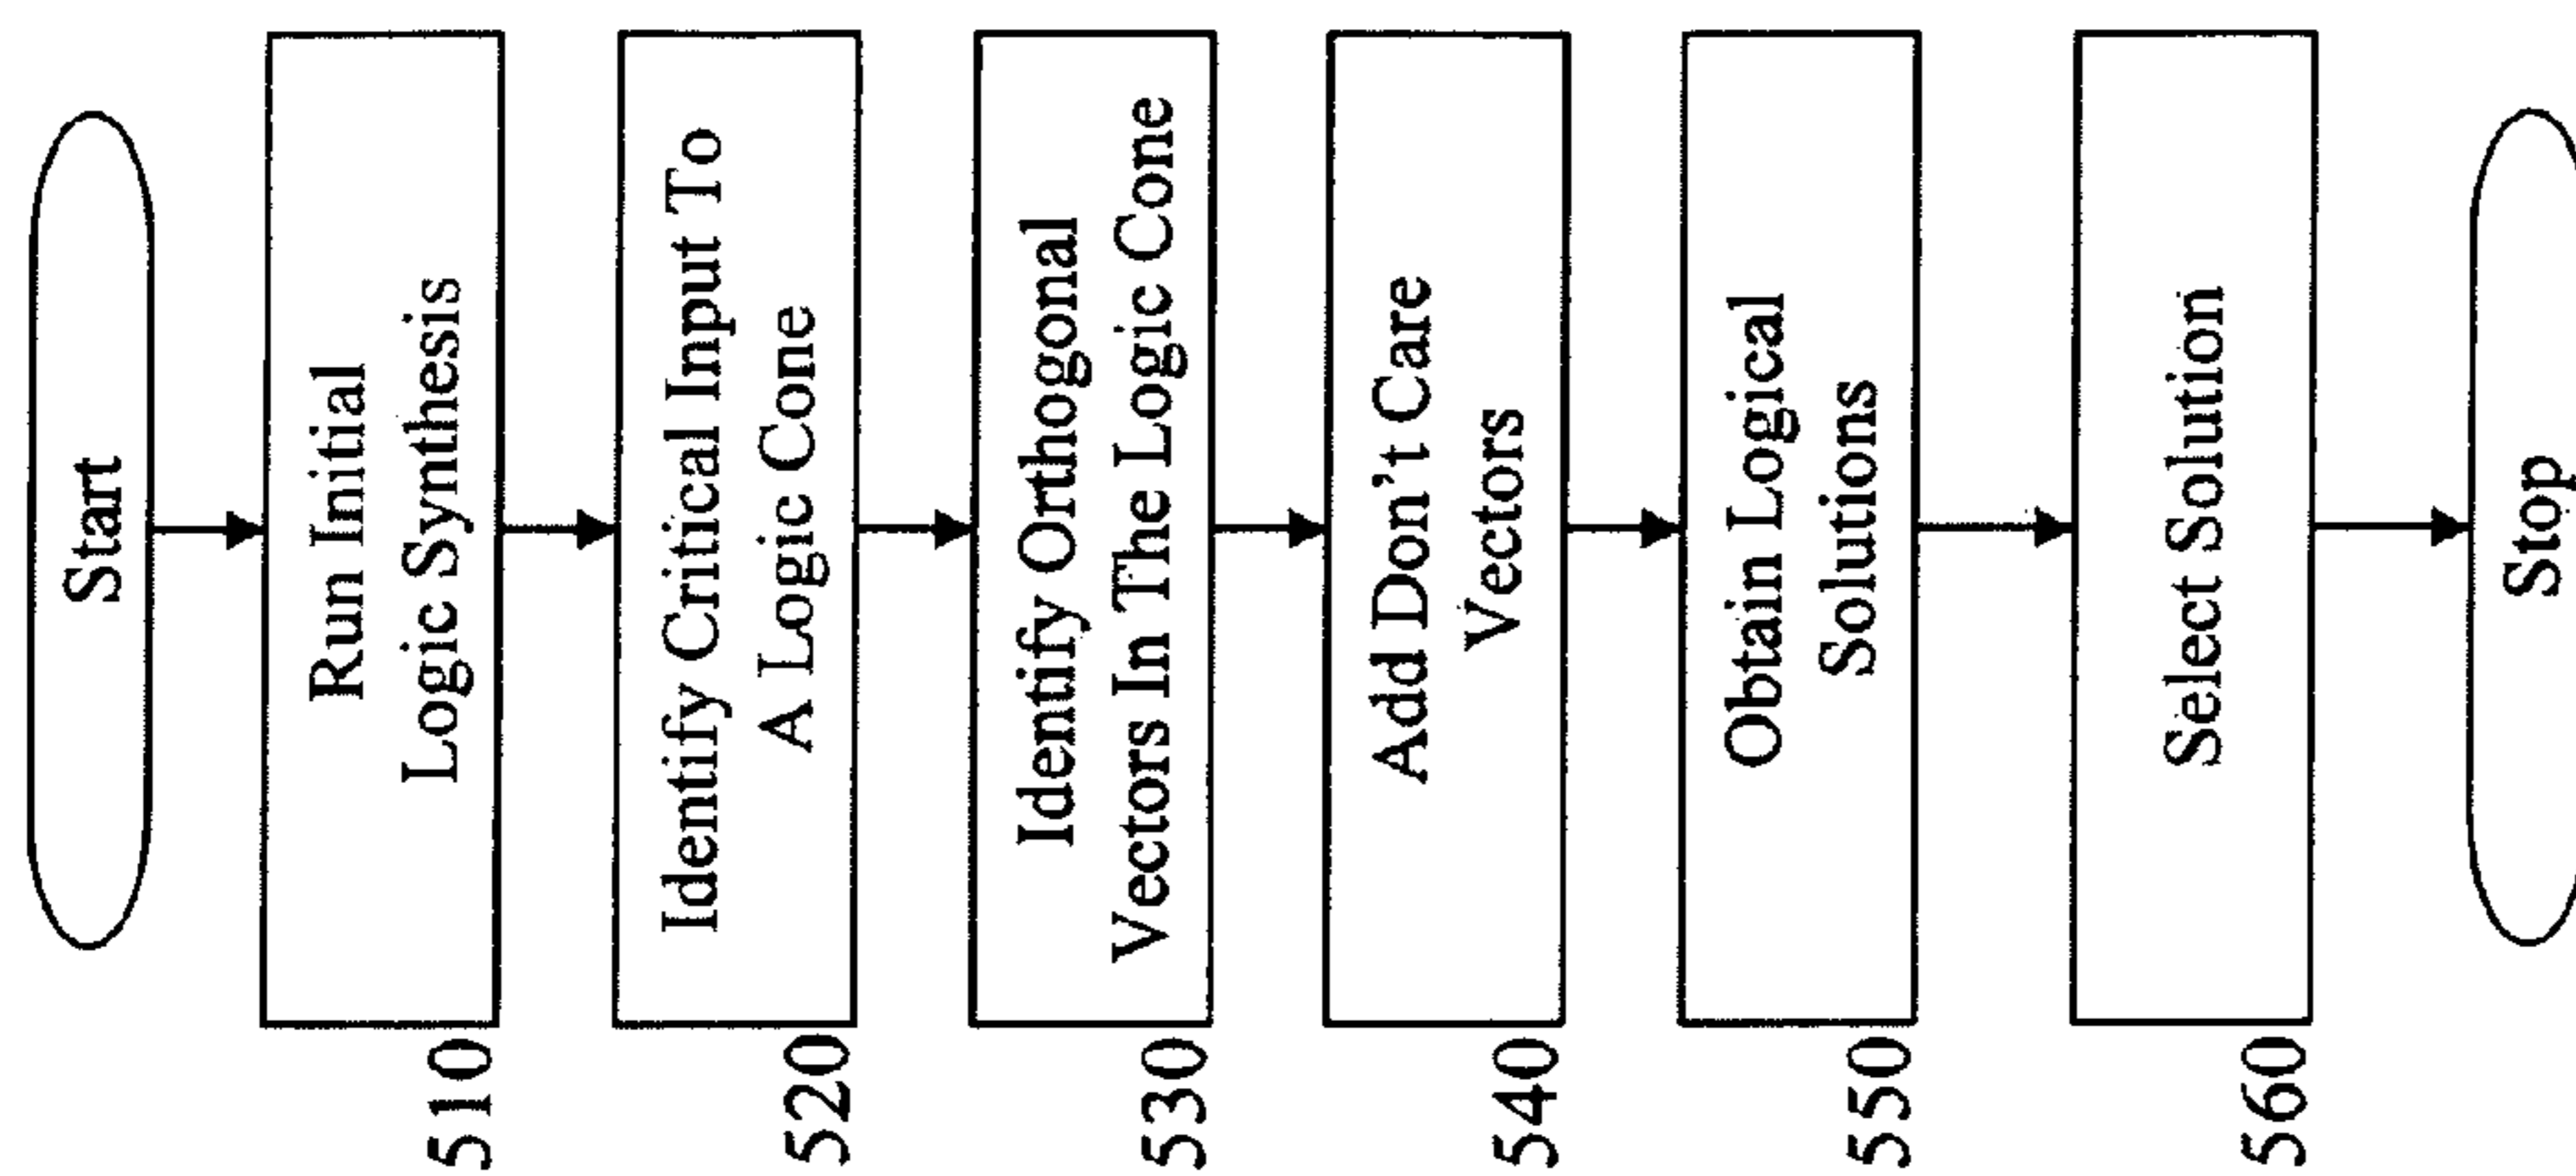 Start
Run Initial
Logic Synthesis
510
Identify Critical Input To
A Logic Cone
520
Identify Orthogonal
Vectors In The Logic Cone
530
Add Don't Care
Vectors
540
Obtain Logical
Solutions
550
Select Solution
560
Stop